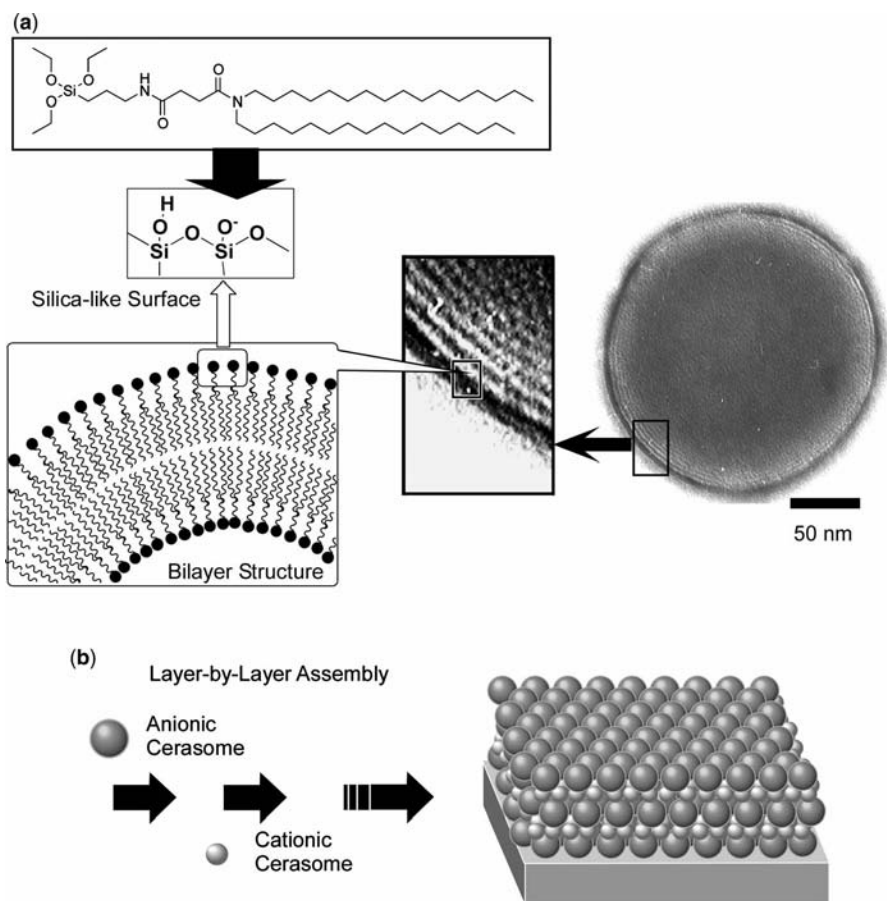 (a)
O
O
Si
O
H
N
O
O
N
H
O
O
O-
Si
Si
O
Silica-like Surface
Bilayer Structure
50 nm
(b)
Layer-by-Layer Assembly
Anionic
Cerasome
Cationic
Cerasome